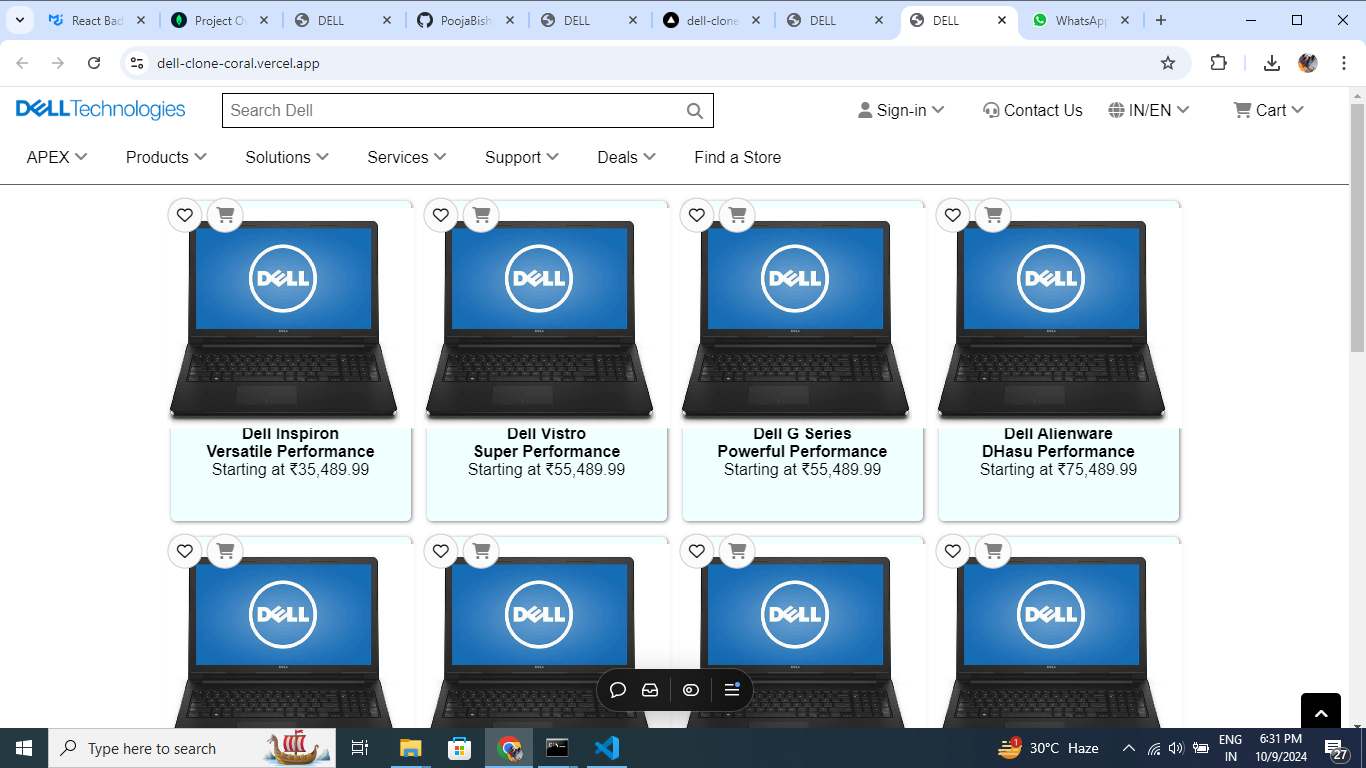 React Bad
Project O
DELL
PoojaBish
DELL
dell-clone
DELL
DELL
WhatsApp
dell-clone-coral.vercel.app
DELLTechnologies
Search Dell
Sign-in
Contact Us
IN/EN
Cart
APEX
Products
Solutions
Services
Support
Deals
Find a Store
DELL
DELL
DELL
DELL
Dell Inspiron
Versatile Performance
Starting at ₹35,489.99
Dell Vistro
Super Performance
Starting at ₹55,489.99
Dell G Series
Powerful Performance
Starting at ₹55,489.99
Dell Alienware
DHasu Performance
Starting at ₹75,489.99
DELL
DELL
DELL
DELL
Type here to search
1
30°C Haze
ENG
IN
6:31 PM
10/9/2024
27